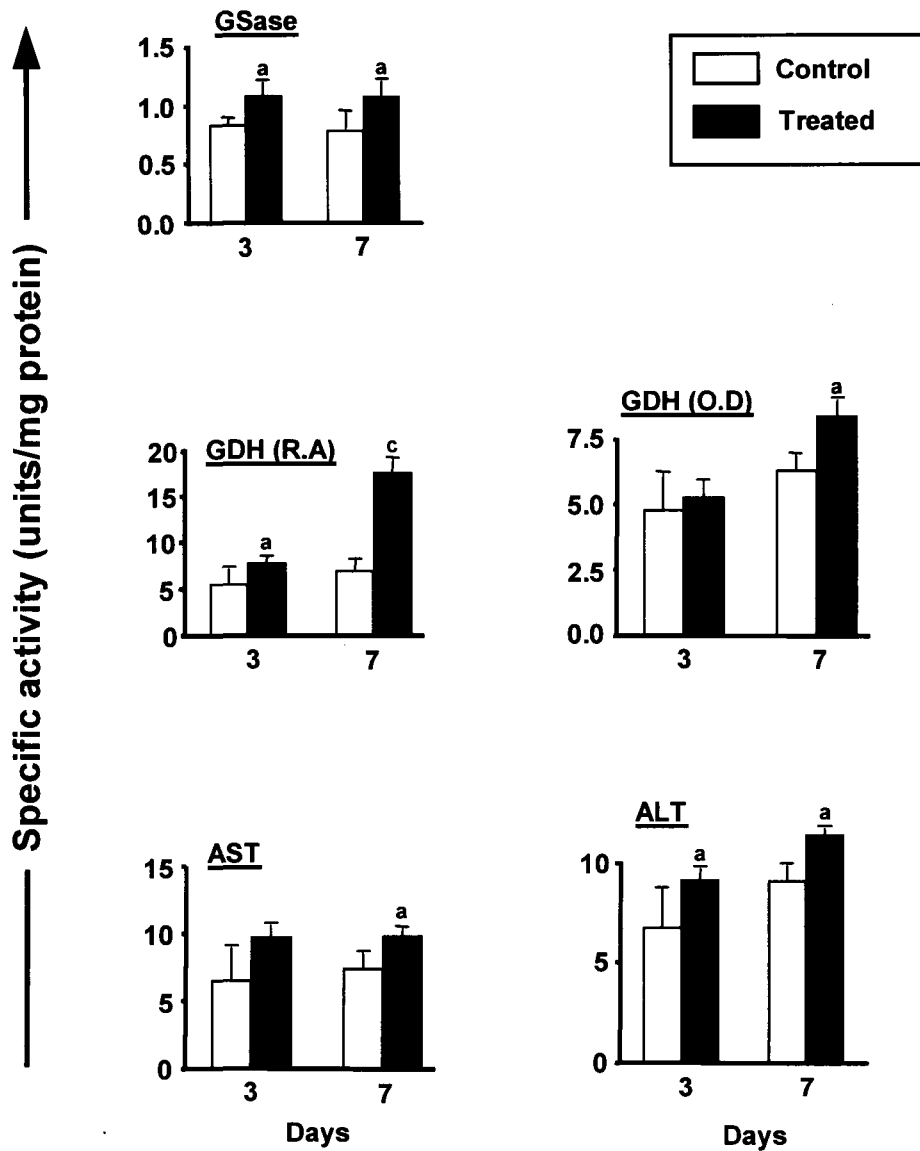 Specific activity (units/mg protein)
GSase
1.5
1.0
0.5
0.0
a
a
3
7
Control
Treated
GDH (R.A)
20
15
10
5
0
a
c
3
7
GDH (O.D)
7.5
5.0
2.5
0.0
a
3
7
AST
15
10
5
0
a
3
7
Days
ALT
10
5
0
a
a
3
7
Days